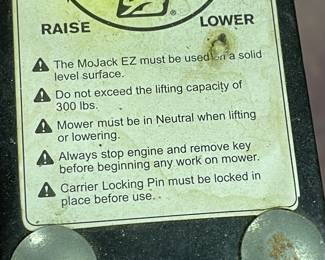 RAISE LOWER
®
The MoJack EZ must be used on a solid
level surface.
Do not exceed the lifting capacity of
300 lbs.
Mower must be in Neutral when lifting
or lowering.
Always stop engine and remove key
before beginning any work on mower.
Carrier Locking Pin must be locked in
place before use.